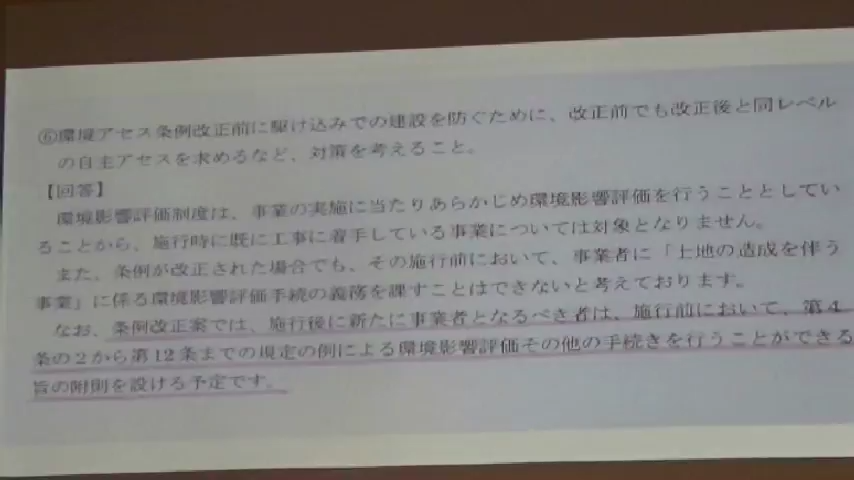 ⑥環境アセス条例改正前に駆け込みでの建設を防ぐために、改正前でも改正後と同レベル
の自主アセスを求めるなど、対策を考えること。
【回答】
環境影響評価制度は、事業の実施に当たりあらかじめ環境影響評価を行うこととしてい
ることから、施行時に既に工事に着手している事業については対象となりません。
また、条例が改正された場合でも、その施行前において、事業者に「土地の造成を伴う
事業」に係る環境影響評価手続の義務を課すことはできないと考えております。
なお、条例改正案では、施行後に新たに事業者となるべき者は、施行前において、第4
条の2から第12条までの規定の例による環境影響評価その他の手続きを行うことができる
旨の附則を設ける予定です。